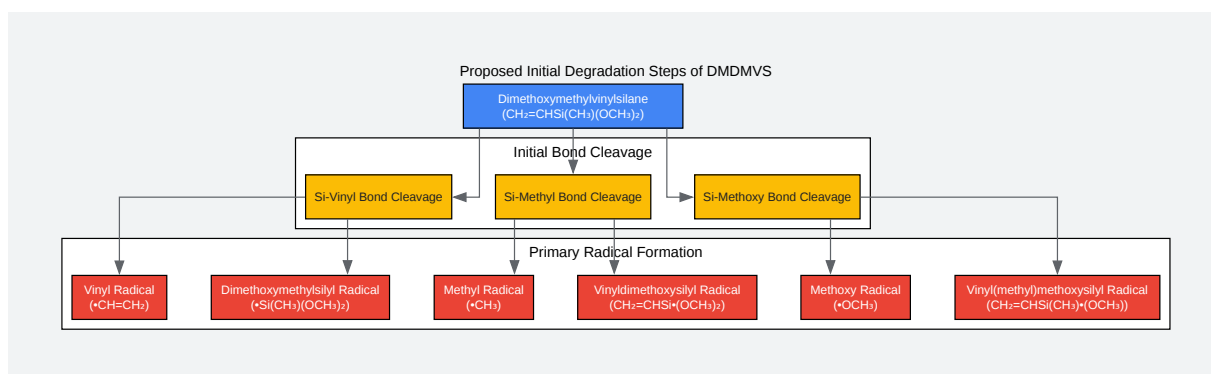 Proposed Initial Degradation Steps of DMDMVS
Dimethoxymethylvinylsilane
(CH₂=CHSi(CH₃)(OCH₃)₂)
Initial Bond Cleavage
Si-Vinyl Bond Cleavage
Si-Methyl Bond Cleavage
Si-Methoxy Bond Cleavage
Primary Radical Formation
Vinyl Radical
(•CH=CH₂)
Dimethoxymethylsilyl Radical
(•Si(CH₃)(OCH₃)₂)
Methyl Radical
(•CH₃)
Vinyldimethoxysilyl Radical
(CH₂=CHSi•(OCH₃)₂)
Methoxy Radical
(•OCH₃)
Vinyl(methyl)methoxysilyl Radical
(CH₂=CHSi(CH₃)•(OCH₃))